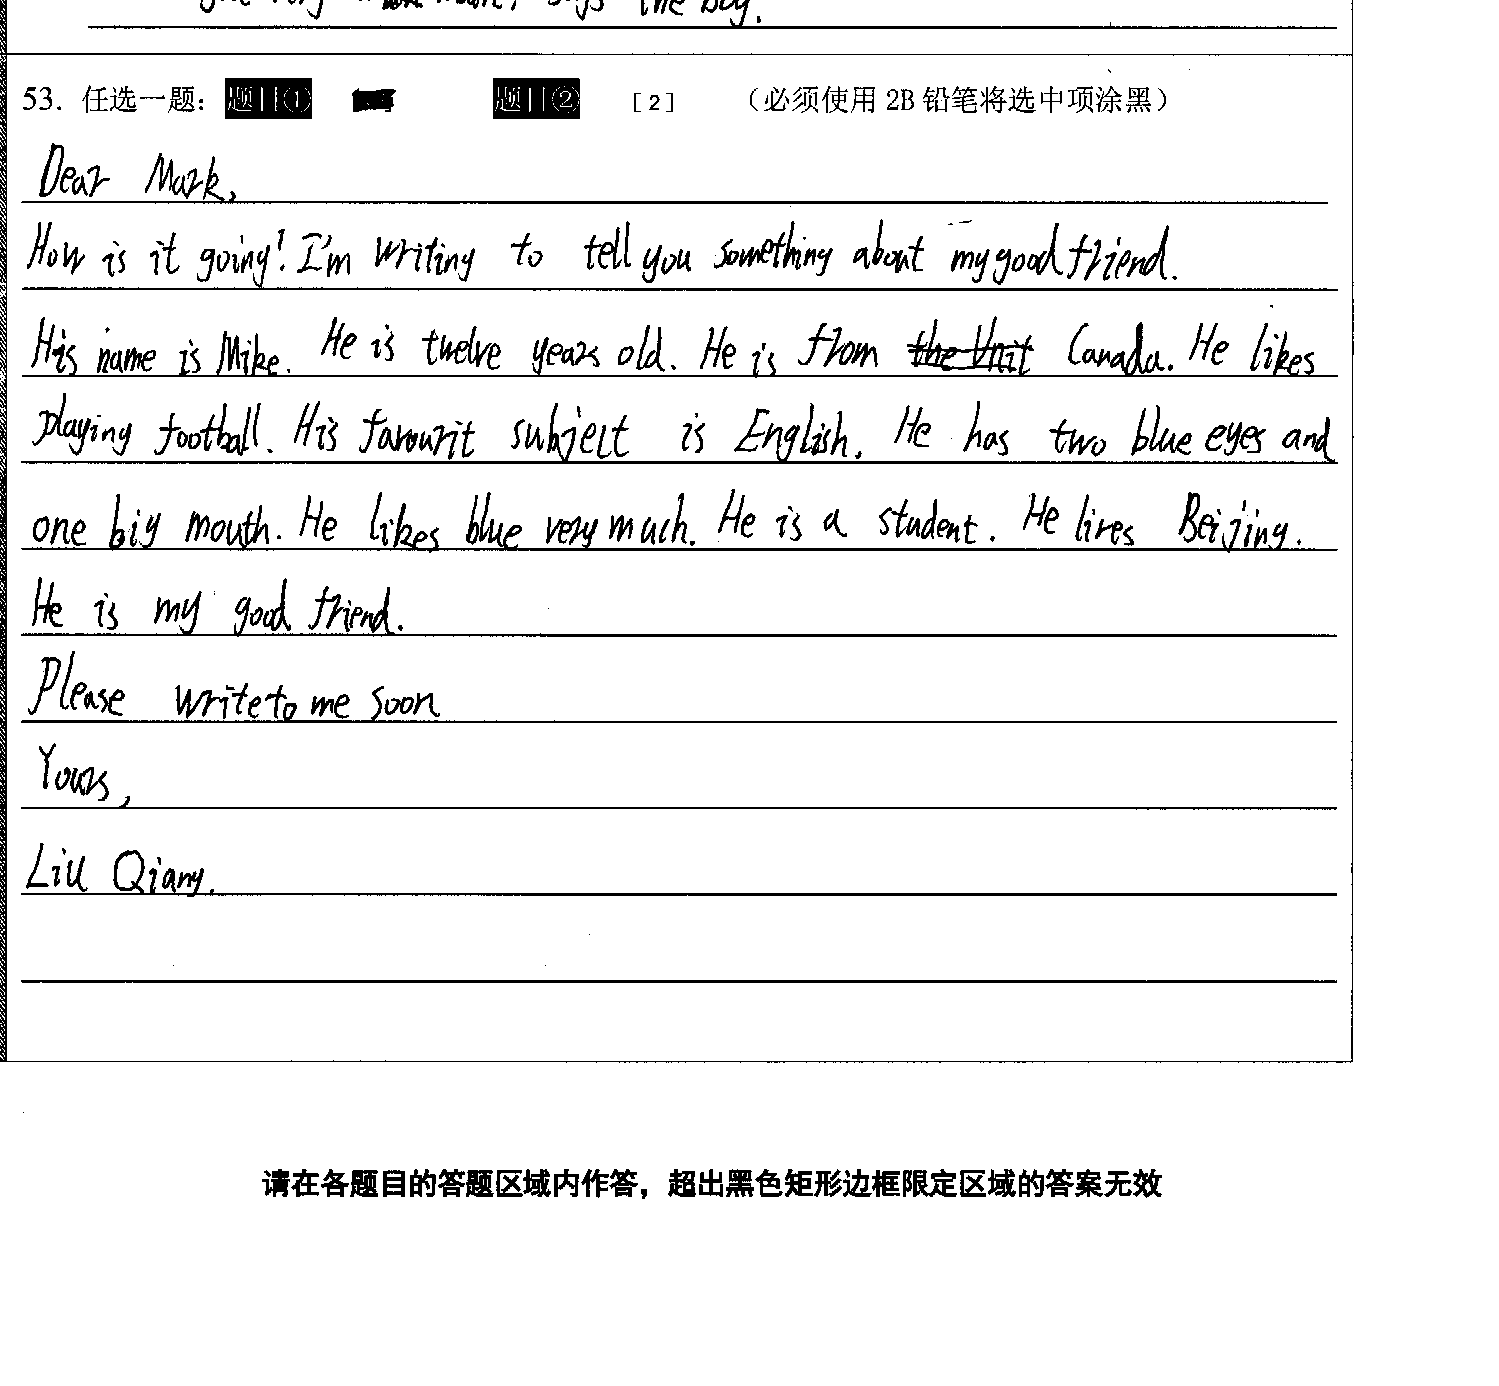 says the boy.
53. 任选一题： 题目① 题目② [2] （必须使用 2B 铅笔将选中项涂黑）
Dear Mark,
How is it going! I'm writing to tell you something about my good friend.
His name is Mike. He is twelve years old. He is from the Unit Canada. He likes
playing football. His favourit subject is English. He has two blue eyes and
one big mouth. He likes blue very much. He is a student. He lives Beijing.
He is my good friend.
Please write to me soon
Yours,
Liu Qiang.
请在各题目的答题区域内作答，超出黑色矩形边框限定区域的答案无效